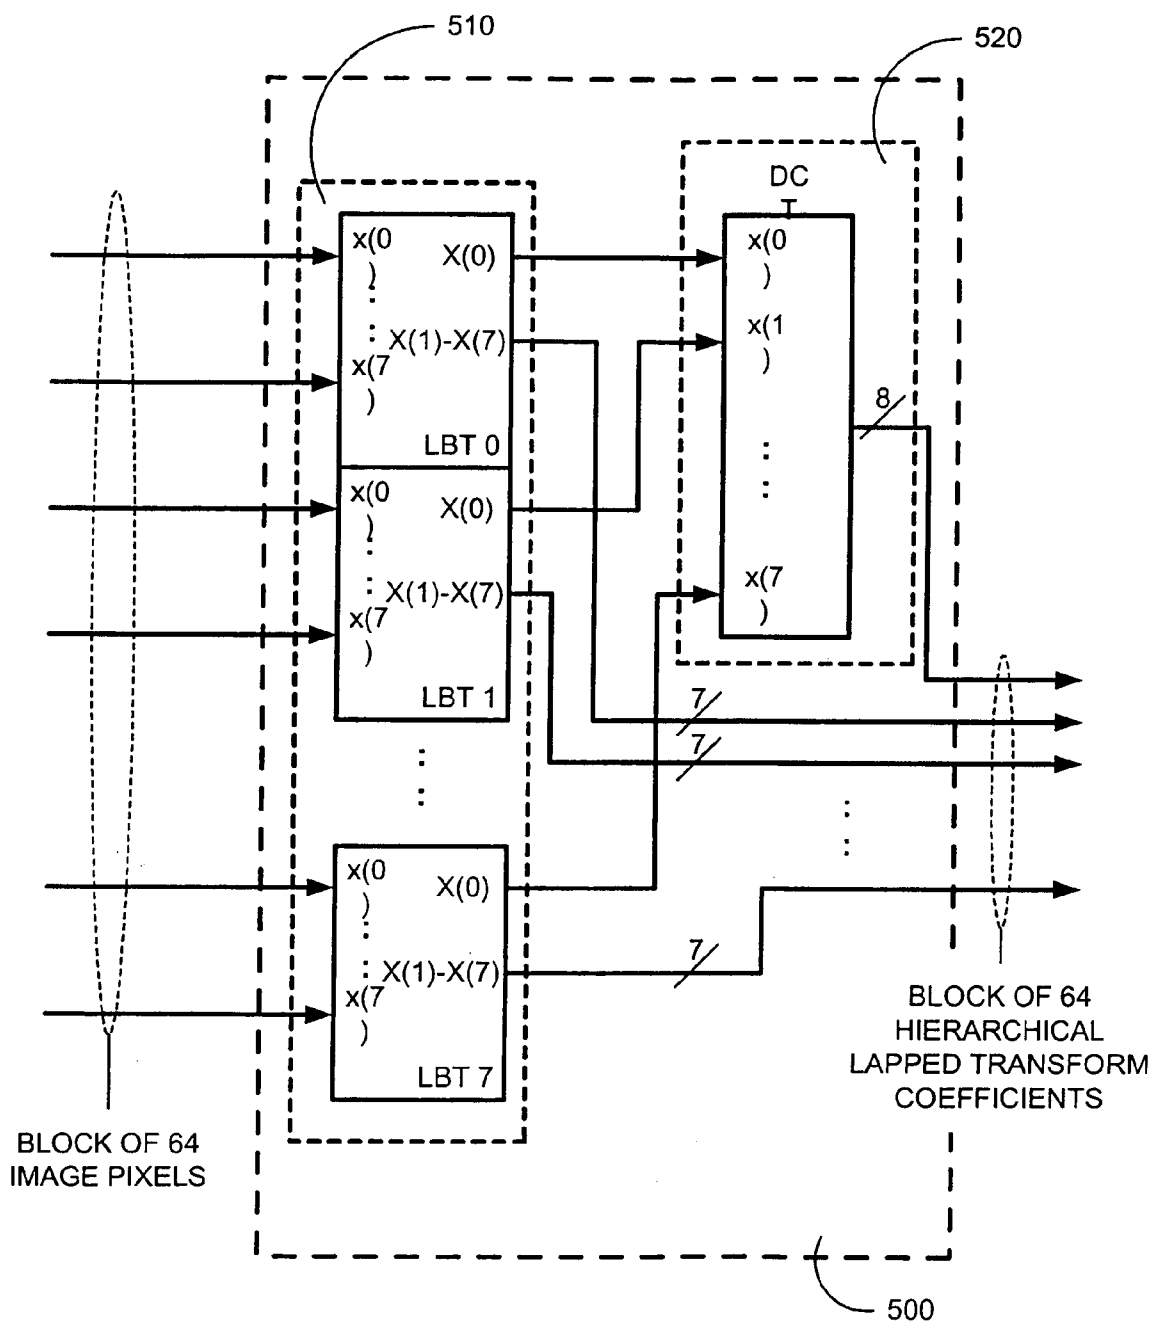 510
520
DC
T
x(0
)
X(0)
X(1)-X(7)
x(7
)
LBT 0
x(0
)
X(0)
X(1)-X(7)
x(7
)
LBT 1
x(0
)
X(0)
X(1)-X(7)
x(7
)
LBT 7
x(0
)
x(1
)
x(7
)
8
7
7
7
BLOCK OF 64
IMAGE PIXELS
BLOCK OF 64
HIERARCHICAL
LAPPED TRANSFORM
COEFFICIENTS
500